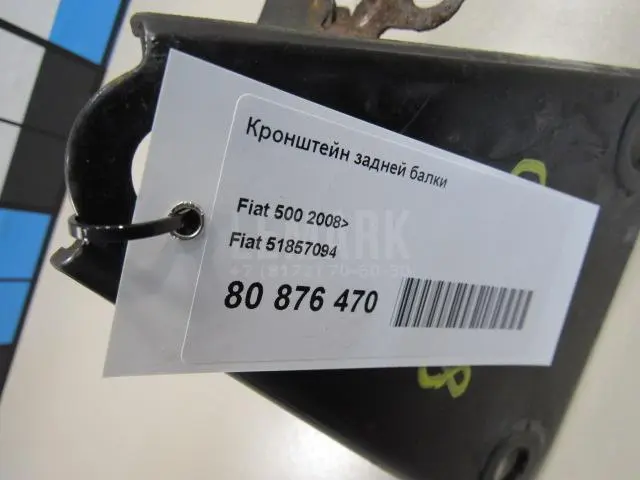 Кронштейн задней балки
Fiat 500 2008>
Fiat 51857094
80 876 470